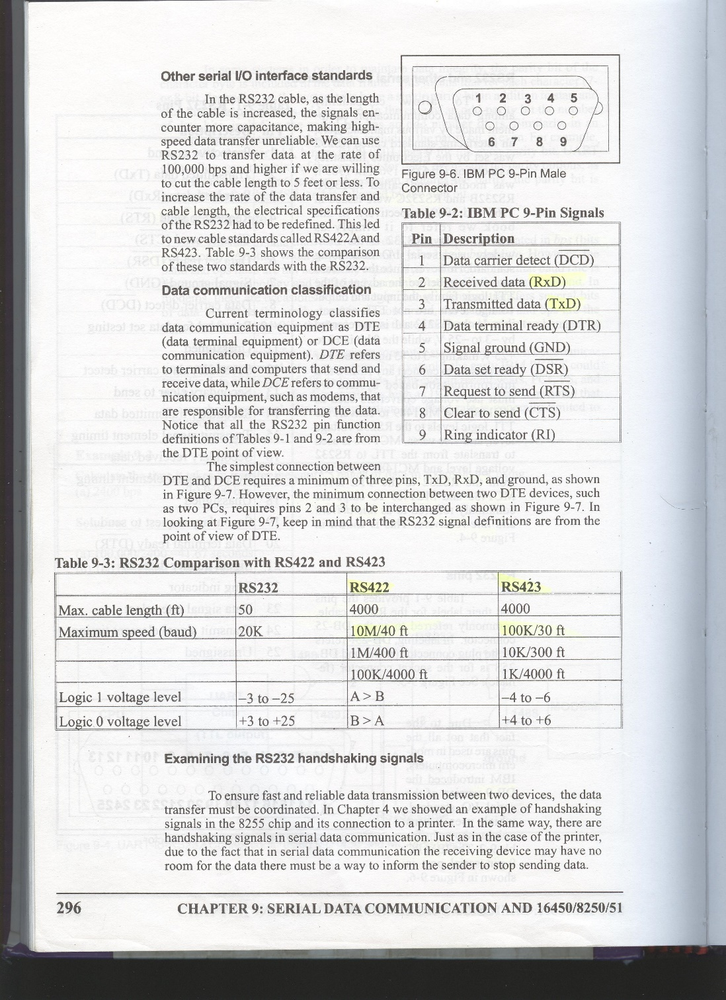 Other serial I/O interface standards
In the RS232 cable, as the length
of the cable is increased, the signals en-
counter more capacitance, making high-
speed data transfer unreliable. We can use
RS232 to transfer data at the rate of
100,000 bps and higher if we are willing
to cut the cable length to 5 feet or less. To
increase the rate of the data transfer and
cable length, the electrical specifications
of the RS232 had to be redefined. This led
to new cable standards called RS422A and
RS423. Table 9-3 shows the comparison
of these two standards with the RS232.
Data communication classification
Current terminology classifies
data communication equipment as DTE
(data terminal equipment) or DCE (data
communication equipment). DTE refers
to terminals and computers that send and
receive data, while DCE refers to commu-
nication equipment, such as modems, that
are responsible for transferring the data.
Notice that all the RS232 pin function
definitions of Tables 9-1 and 9-2 are from
the DTE point of view.
1 2 3 4 5
6 7 8 9
Figure 9-6. IBM PC 9-Pin Male
Connector
Table 9-2: IBM PC 9-Pin Signals
Pin Description
1 Data carrier detect (DCD)
2 Received data (RxD)
3 Transmitted data (TxD)
4 Data terminal ready (DTR)
5 Signal ground (GND)
6 Data set ready (DSR)
7 Request to send (RTS)
8 Clear to send (CTS)
9 Ring indicator (RI)
The simplest connection between
DTE and DCE requires a minimum of three pins, TxD, RxD, and ground, as shown
in Figure 9-7. However, the minimum connection between two DTE devices, such
as two PCs, requires pins 2 and 3 to be interchanged as shown in Figure 9-7. In
looking at Figure 9-7, keep in mind that the RS232 signal definitions are from the
point of view of DTE.
Table 9-3: RS232 Comparison with RS422 and RS423
RS232 RS422 RS423
Max. cable length (ft) 50 4000 4000
Maximum speed (baud) 20K 10M/40 ft 100K/30 ft
1M/400 ft 10K/300 ft
100K/4000 ft 1K/4000 ft
Logic 1 voltage level –3 to –25 A > B –4 to –6
Logic 0 voltage level +3 to +25 B > A +4 to +6
Examining the RS232 handshaking signals
To ensure fast and reliable data transmission between two devices, the data
transfer must be coordinated. In Chapter 4 we showed an example of handshaking
signals in the 8255 chip and its connection to a printer. In the same way, there are
handshaking signals in serial data communication. Just as in the case of the printer,
due to the fact that in serial data communication the receiving device may have no
room for the data there must be a way to inform the sender to stop sending data.
296 CHAPTER 9: SERIAL DATA COMMUNICATION AND 16450/8250/51